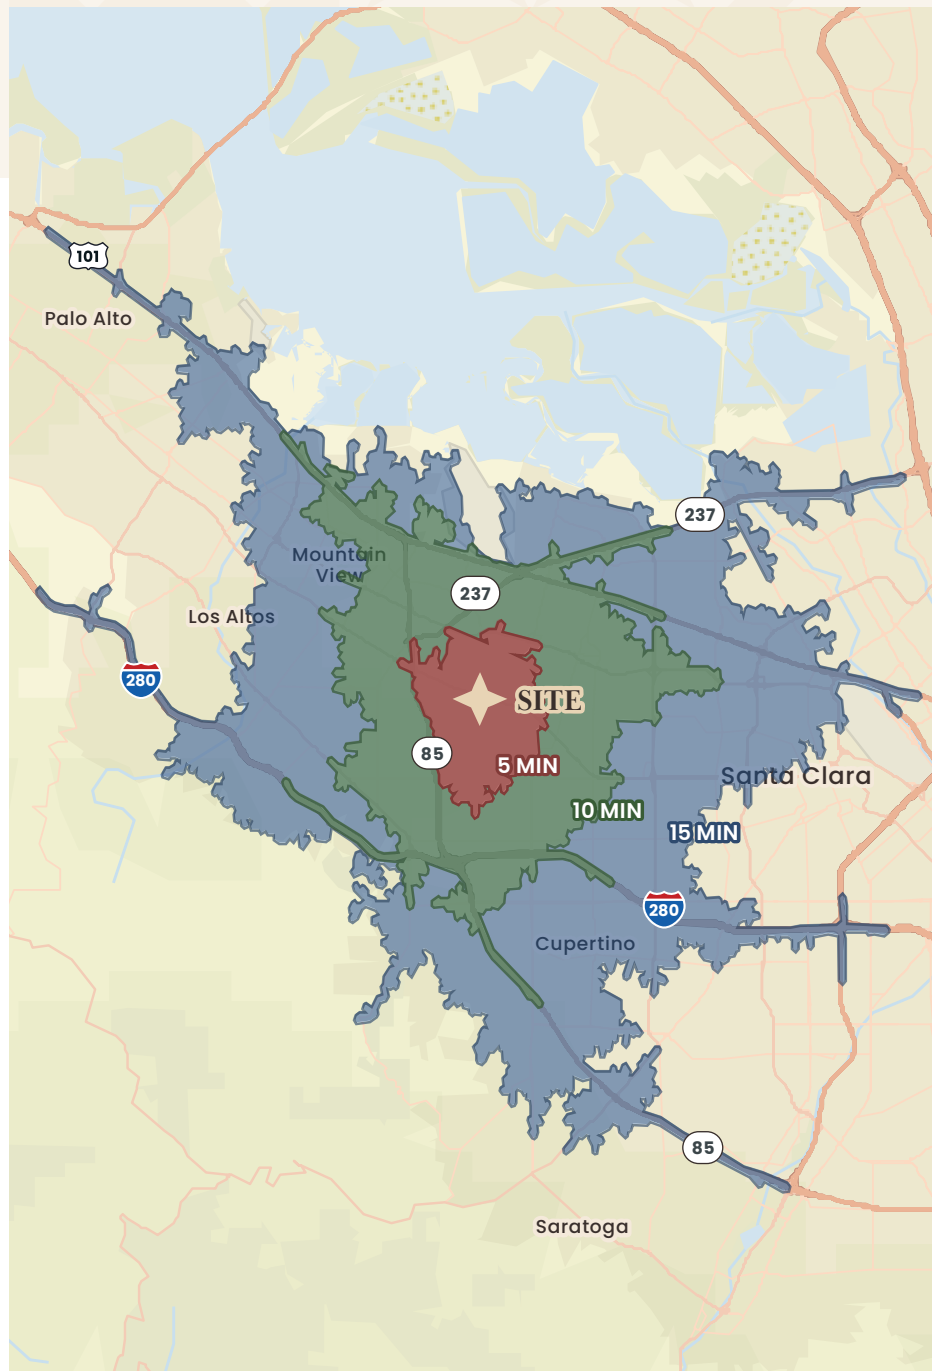 101
Palo Alto
237
Mountain
View
237
Los Altos
280
SITE
85
5 MIN
Santa Clara
10 MIN
15 MIN
280
Cupertino
85
Saratoga